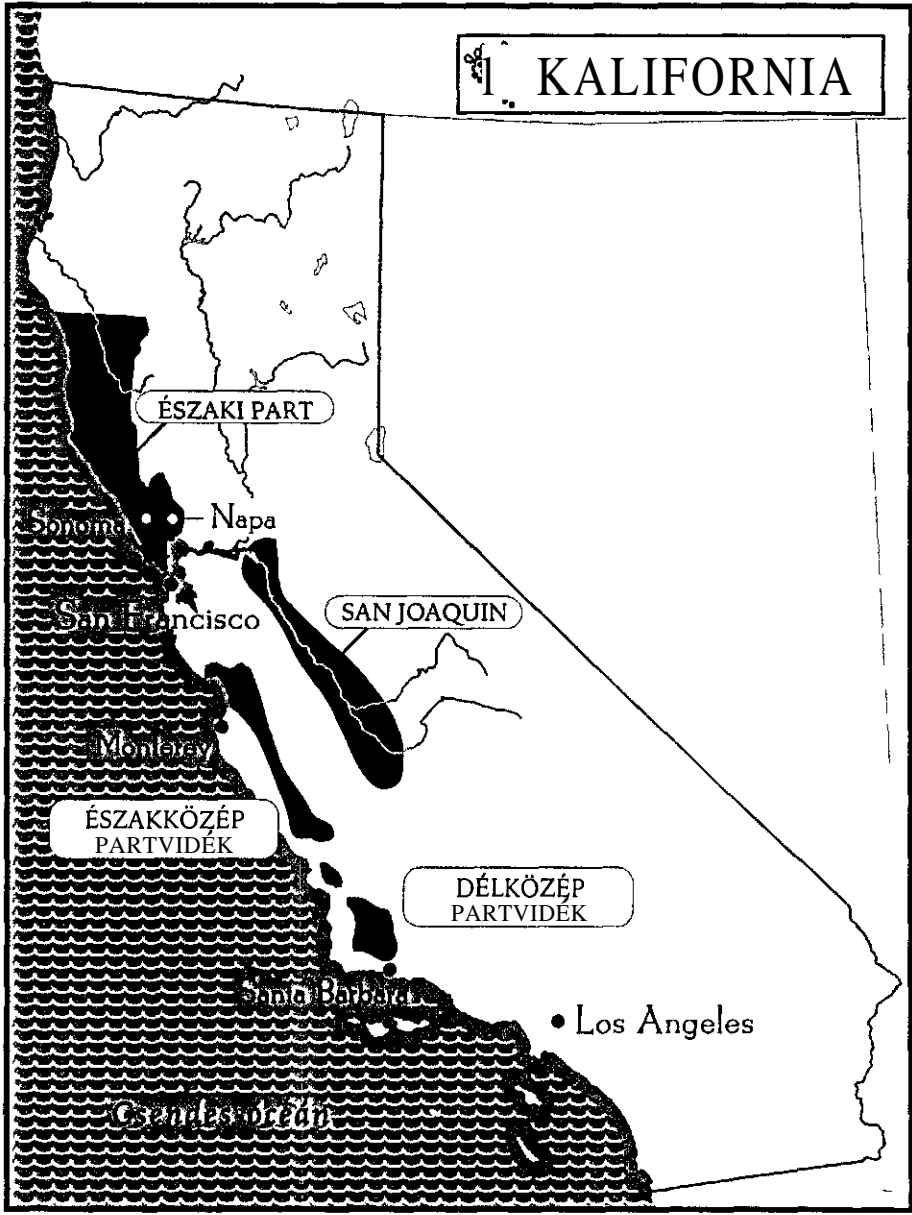 1 KALIFORNIA
ÉSZAKI PART
Sonoma
Napa
San Francisco
SAN JOAQUIN
Monterey
ÉSZAKKÖZÉP
PARTVIDÉK
DÉLKÖZÉP
PARTVIDÉK
Santa Barbara
Los Angeles
Csendes-óceán